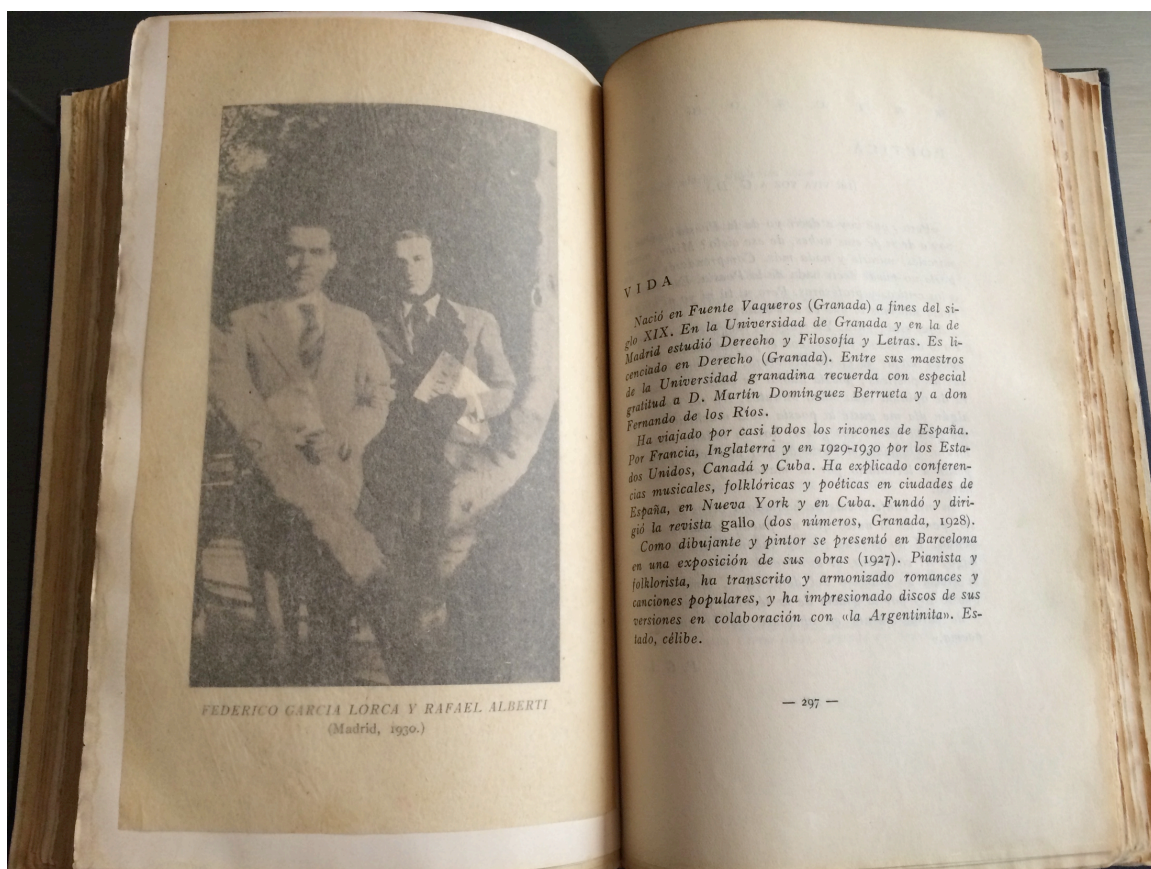 FEDERICO GARCIA LORCA Y RAFAEL ALBERTI
(Madrid, 1930.)
VIDA
Nació en Fuente Vaqueros (Granada) a fines del si-
glo XIX. En la Universidad de Granada y en la de
Madrid estudió Derecho y Filosofía y Letras. Es li-
cenciado en Derecho (Granada). Entre sus maestros
de la Universidad granadina recuerda con especial
gratitud a D. Martín Domínguez Berrueta y a don
Fernando de los Ríos.
Ha viajado por casi todos los rincones de España.
Por Francia, Inglaterra y en 1929-1930 por los Esta-
dos Unidos, Canadá y Cuba. Ha explicado conferen-
cias musicales, folklóricas y poéticas en ciudades de
España, en Nueva York y en Cuba. Fundó y diri-
gió la revista gallo (dos números, Granada, 1928).
Como dibujante y pintor se presentó en Barcelona
en una exposición de sus obras (1927). Pianista y
folklorista, ha transcrito y armonizado romances y
canciones populares, y ha impresionado discos de sus
versiones en colaboración con «la Argentinita». Es-
tado, célibe.
— 297 —